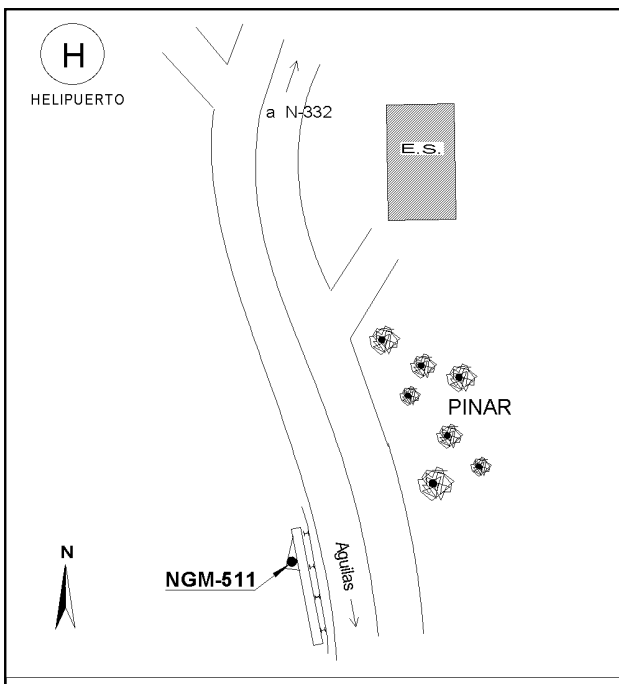 H
HELIPUERTO
a N-332
E.S.
PINAR
N
NGM-511
Aguilas